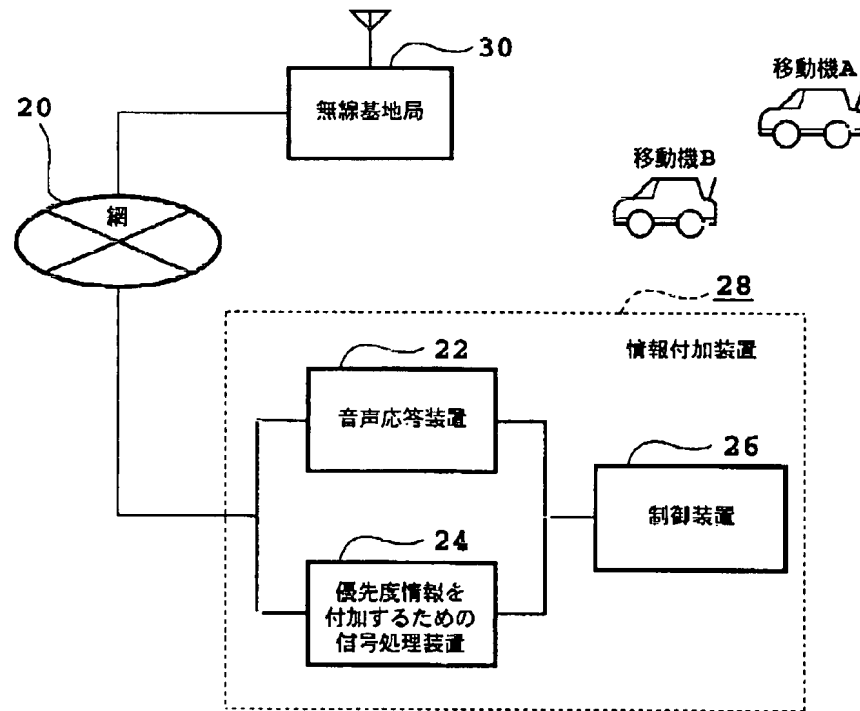 30
移動機A
20
無線基地局
移動機B
網
28
情報付加装置
22
音声応答装置
26
制御装置
24
優先度情報を
付加するための
信号処理装置